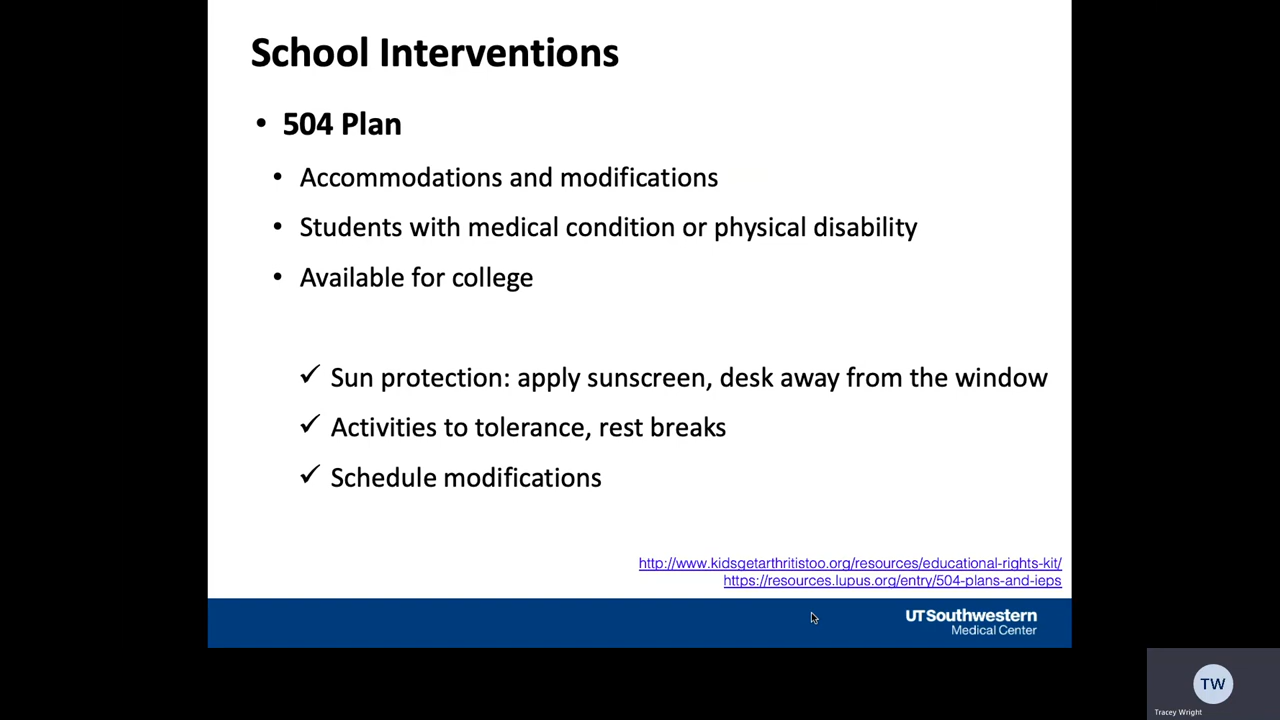 School Interventions
• 504 Plan
• Accommodations and modifications
• Students with medical condition or physical disability
• Available for college
✓ Sun protection: apply sunscreen, desk away from the window
✓ Activities to tolerance, rest breaks
✓ Schedule modifications
http://www.kidsgetarthritistoo.org/resources/educational-rights-kit/
https://resources.lupus.org/entry/504-plans-and-ieps
UTSouthwestern
Medical Center
TW
Tracey Wright